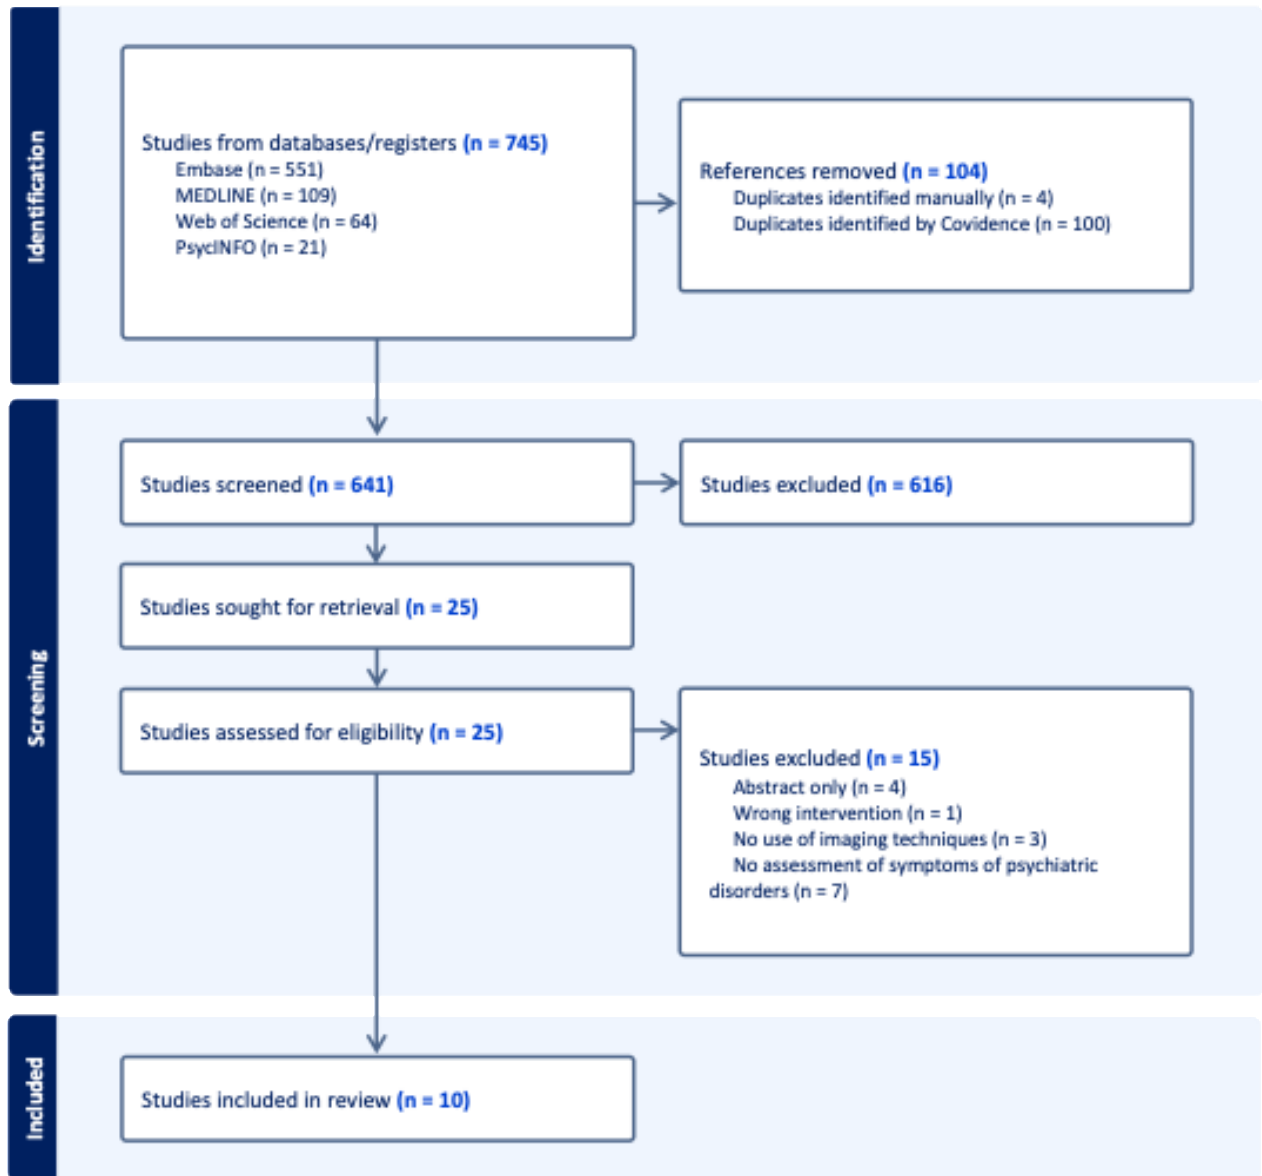 Identification
Studies from databases/registers (n = 745)
Embase (n = 551)
MEDLINE (n = 109)
Web of Science (n = 64)
PsycINFO (n = 21)
References removed (n = 104)
Duplicates identified manually (n = 4)
Duplicates identified by Covidence (n = 100)
Screening
Studies screened (n = 641)
Studies excluded (n = 616)
Studies sought for retrieval (n = 25)
Studies assessed for eligibility (n = 25)
Studies excluded (n = 15)
Abstract only (n = 4)
Wrong intervention (n = 1)
No use of imaging techniques (n = 3)
No assessment of symptoms of psychiatric
disorders (n = 7)
Included
Studies included in review (n = 10)